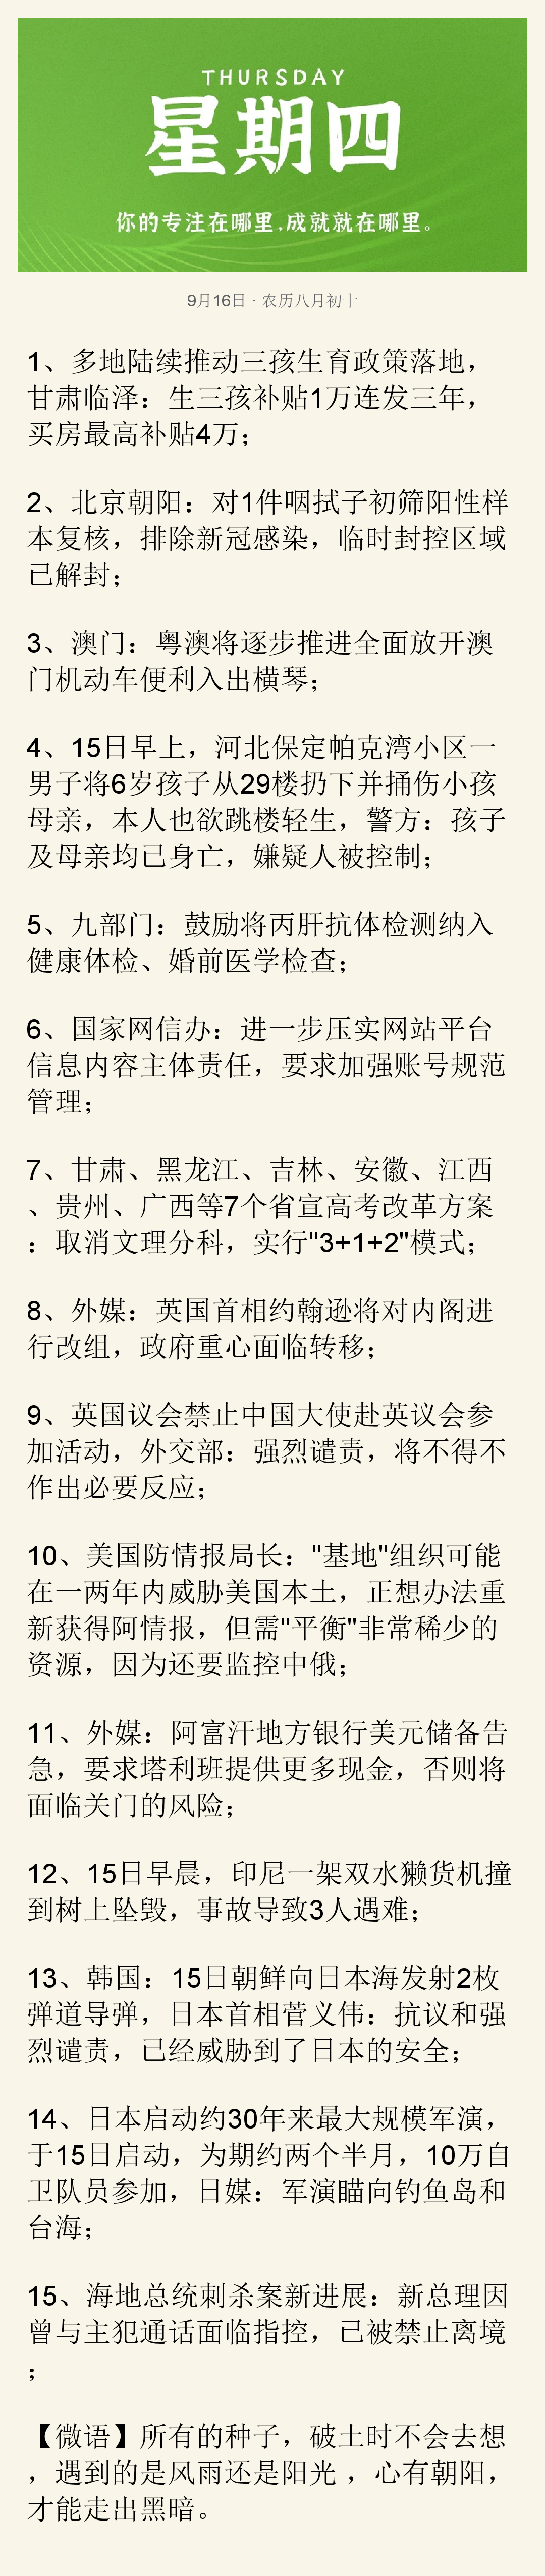 THURSDAY
星期四
你的专注在哪里,成就就在哪里。
9月16日 · 农历八月初十
1、多地陆续推动三孩生育政策落地，
甘肃临泽：生三孩补贴1万连发三年，
买房最高补贴4万；
2、北京朝阳：对1件咽拭子初筛阳性样
本复核，排除新冠感染，临时封控区域
已解封；
3、澳门：粤澳将逐步推进全面放开澳
门机动车便利入出横琴；
4、15日早上，河北保定帕克湾小区一
男子将6岁孩子从29楼扔下并捅伤小孩
母亲，本人也欲跳楼轻生，警方：孩子
及母亲均已身亡，嫌疑人被控制；
5、九部门：鼓励将丙肝抗体检测纳入
健康体检、婚前医学检查；
6、国家网信办：进一步压实网站平台
信息内容主体责任，要求加强账号规范
管理；
7、甘肃、黑龙江、吉林、安徽、江西
、贵州、广西等7个省宣高考改革方案
：取消文理分科，实行"3+1+2"模式；
8、外媒：英国首相约翰逊将对内阁进
行改组，政府重心面临转移；
9、英国议会禁止中国大使赴英议会参
加活动，外交部：强烈谴责，将不得不
作出必要反应；
10、美国防情报局长："基地"组织可能
在一两年内威胁美国本土，正想办法重
新获得阿情报，但需"平衡"非常稀少的
资源，因为还要监控中俄；
11、外媒：阿富汗地方银行美元储备告
急，要求塔利班提供更多现金，否则将
面临关门的风险；
12、15日早晨，印尼一架双水獭货机撞
到树上坠毁，事故导致3人遇难；
13、韩国：15日朝鲜向日本海发射2枚
弹道导弹，日本首相菅义伟：抗议和强
烈谴责，已经威胁到了日本的安全；
14、日本启动约30年来最大规模军演，
于15日启动，为期约两个半月，10万自
卫队员参加，日媒：军演瞄向钓鱼岛和
台海；
15、海地总统刺杀案新进展：新总理因
曾与主犯通话面临指控，已被禁止离境
；
【微语】所有的种子，破土时不会去想
，遇到的是风雨还是阳光 ，心有朝阳，
才能走出黑暗。